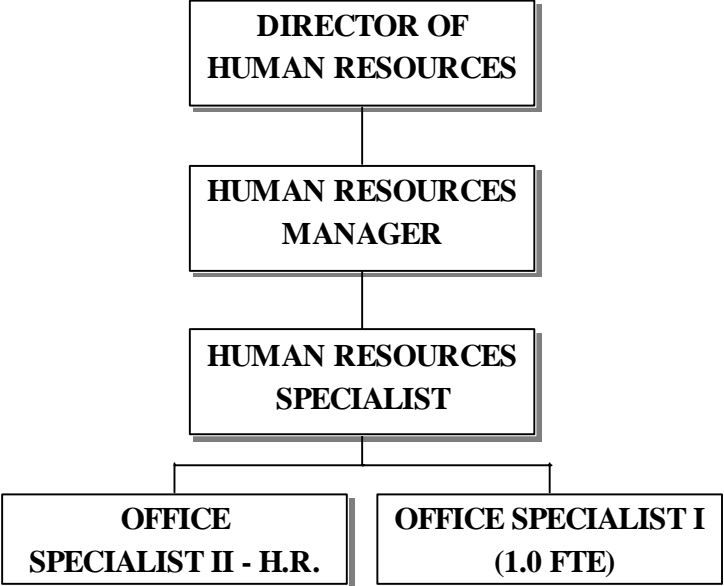 DIRECTOR OF
HUMAN RESOURCES
HUMAN RESOURCES
MANAGER
HUMAN RESOURCES
SPECIALIST
OFFICE
SPECIALIST II - H.R.
OFFICE SPECIALIST I
(1.0 FTE)